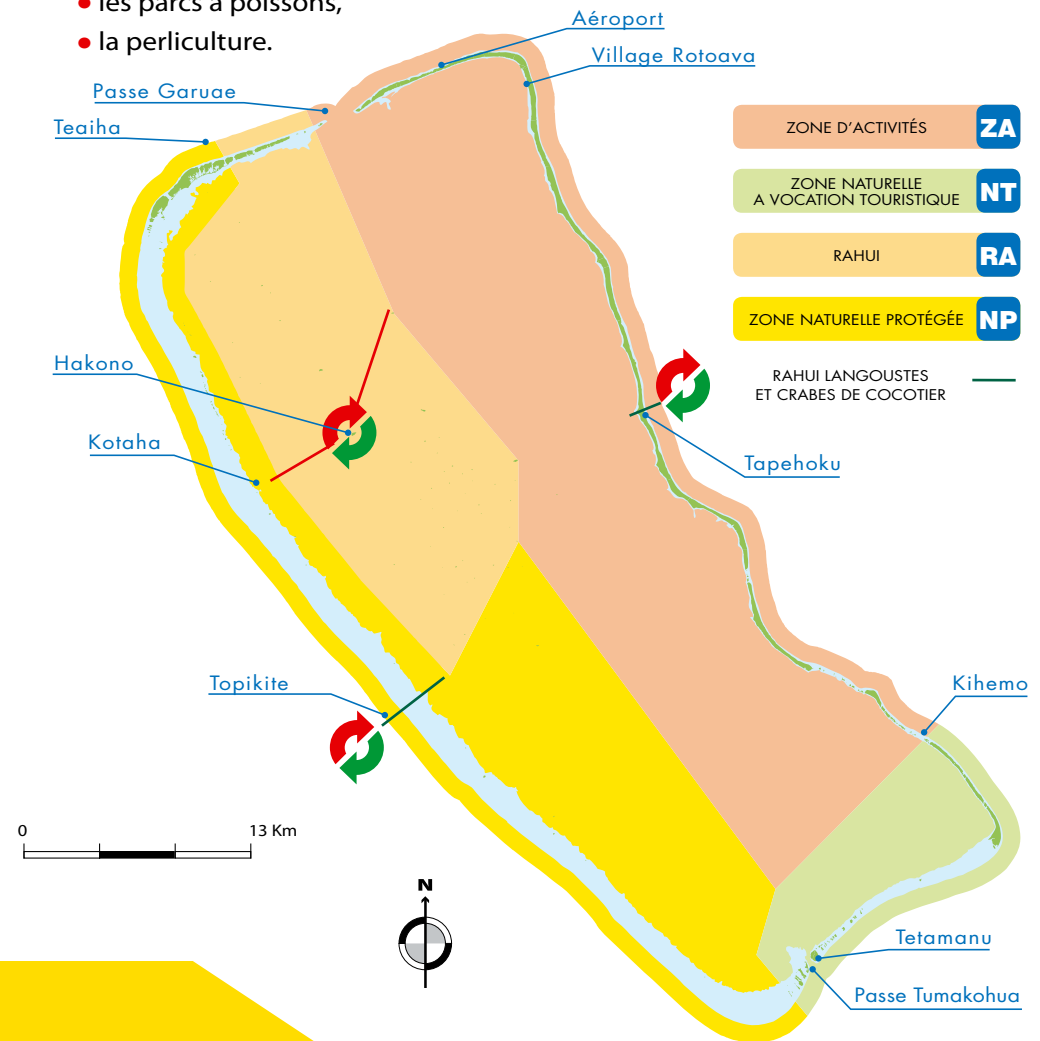 • les parcs à poissons,
• la perliculture.
Aéroport
Village Rotoava
Passe Garuae
Teaiha
ZONE D'ACTIVITÉS ZA
ZONE NATURELLE
A VOCATION TOURISTIQUE NT
RAHUI RA
ZONE NATURELLE PROTÉGÉE NP
RAHUI LANGOUSTES
ET CRABES DE COCOTIER
Hakono
Kotaha
Tapehoku
Topikite
Kihemo
0 13 Km
N
Tetamanu
Passe Tumakohua